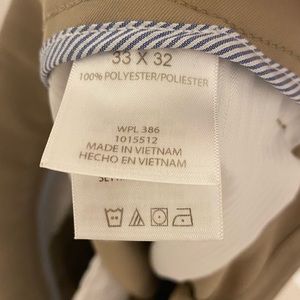 33 X 32
100% POLYESTER/POLIESTER
WPL 386
1015512
MADE IN VIETNAM
HECHO EN VIETNAM